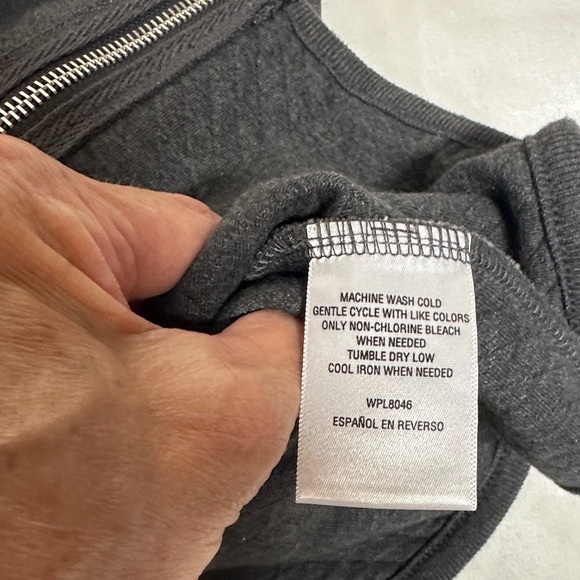 MACHINE WASH COLD
GENTLE CYCLE WITH LIKE COLORS
ONLY NON-CHLORINE BLEACH
WHEN NEEDED
TUMBLE DRY LOW
COOL IRON WHEN NEEDED
WPL8046
ESPAÑOL EN REVERSO